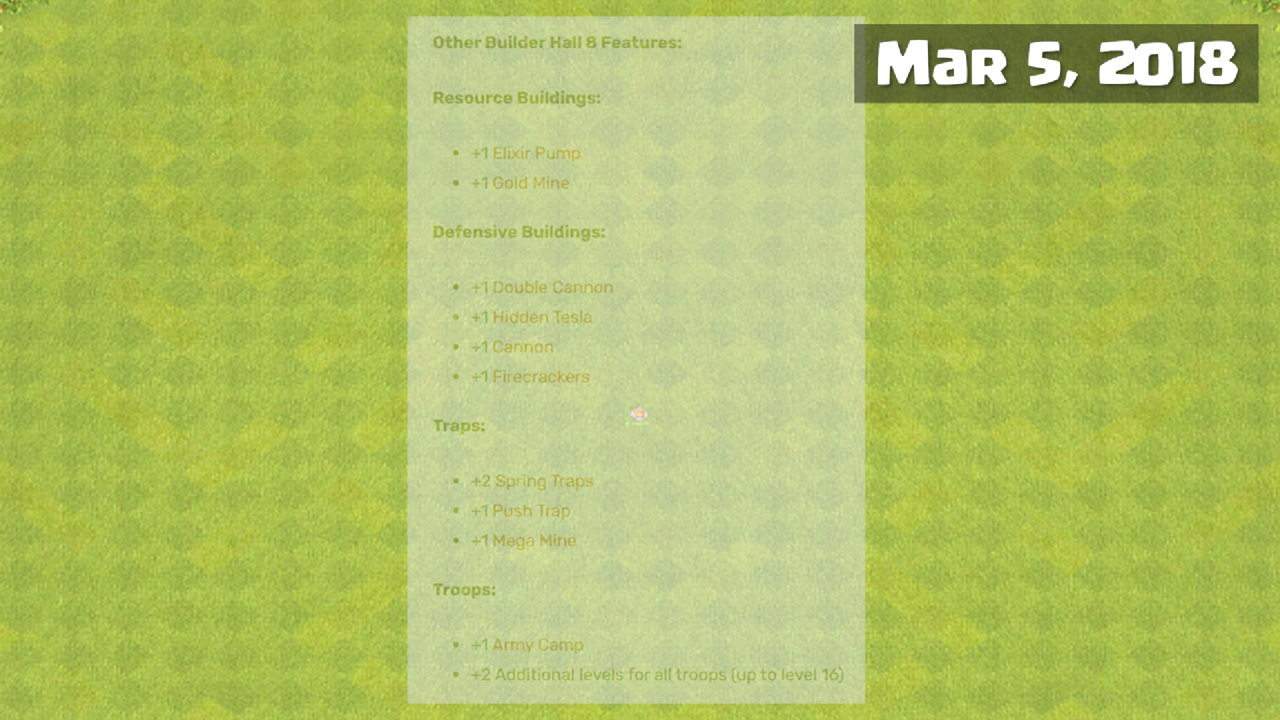 Mar 5, 2018
Other Builder Hall 8 Features:
Resource Buildings:
• +1 Elixir Pump
• +1 Gold Mine
Defensive Buildings:
• +1 Double Cannon
• +1 Hidden Tesla
• +1 Cannon
• +1 Firecrackers
Traps:
• +2 Spring Traps
• +1 Push Trap
• +1 Mega Mine
Troops:
• +1 Army Camp
• +2 Additional levels for all troops (up to level 16)